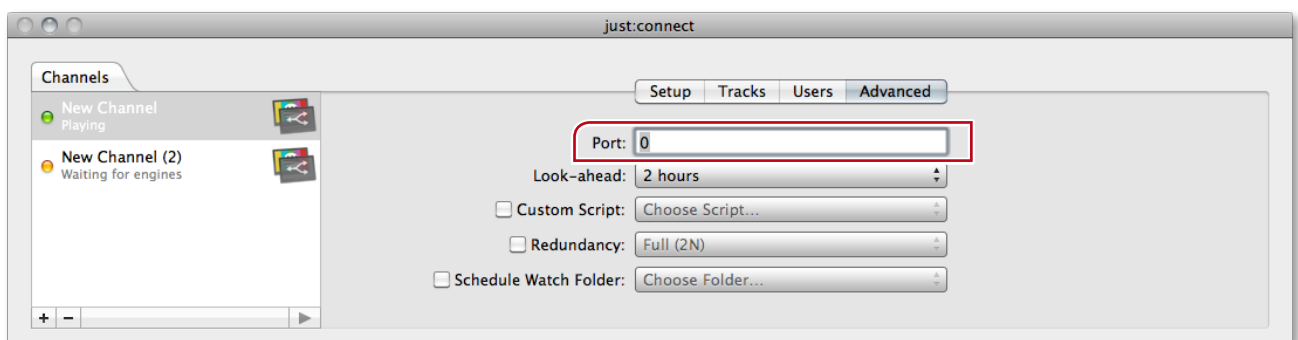 just:connect
Channels
New Channel
Playing
New Channel (2)
Waiting for engines
Setup Tracks Users Advanced
Port: 0
Look-ahead: 2 hours
Custom Script: Choose Script...
Redundancy: Full (2N)
Schedule Watch Folder: Choose Folder...